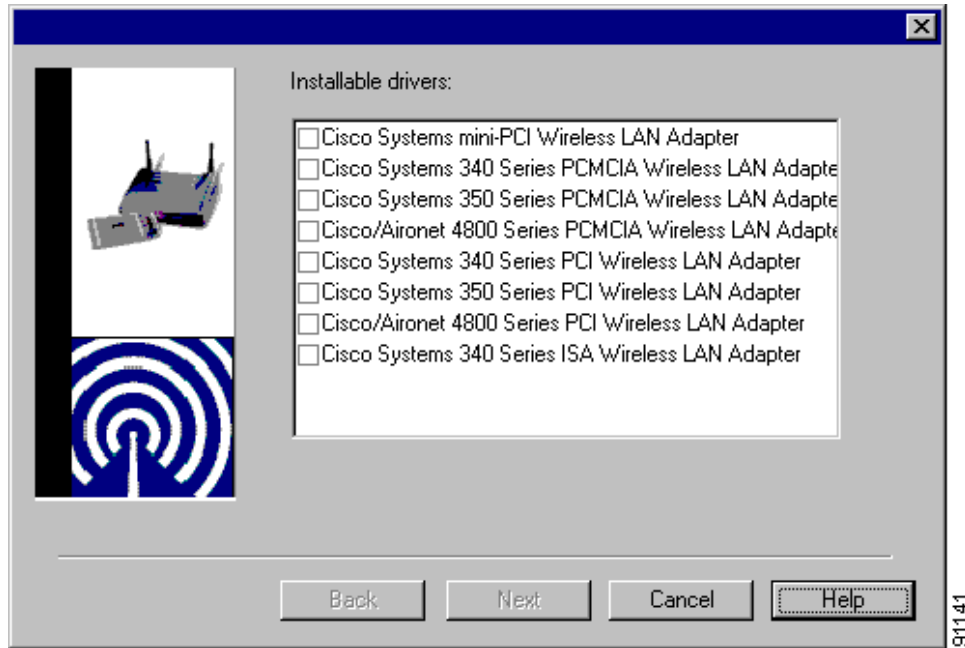 Installable drivers:
Cisco Systems mini-PCI Wireless LAN Adapter
Cisco Systems 340 Series PCMCIA Wireless LAN Adapte
Cisco Systems 350 Series PCMCIA Wireless LAN Adapte
Cisco/Aironet 4800 Series PCMCIA Wireless LAN Adapte
Cisco Systems 340 Series PCI Wireless LAN Adapter
Cisco Systems 350 Series PCI Wireless LAN Adapter
Cisco/Aironet 4800 Series PCI Wireless LAN Adapter
Cisco Systems 340 Series ISA Wireless LAN Adapter
Back
Next
Cancel
Help
91141